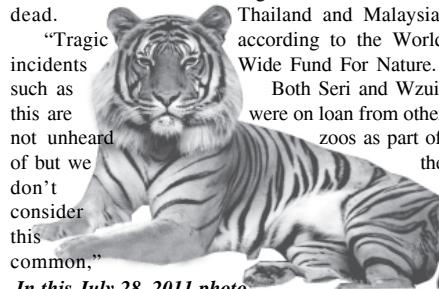 dead.
“Tragic
incidents
such as
this are
not unheard
of but we
don’t
consider
this
common,”
In this July 28, 2011 photo
Thailand and Malaysia
according to the World
Wide Fund For Nature.
Both Seri and Wzui
were on loan from other
zoos as part of
the